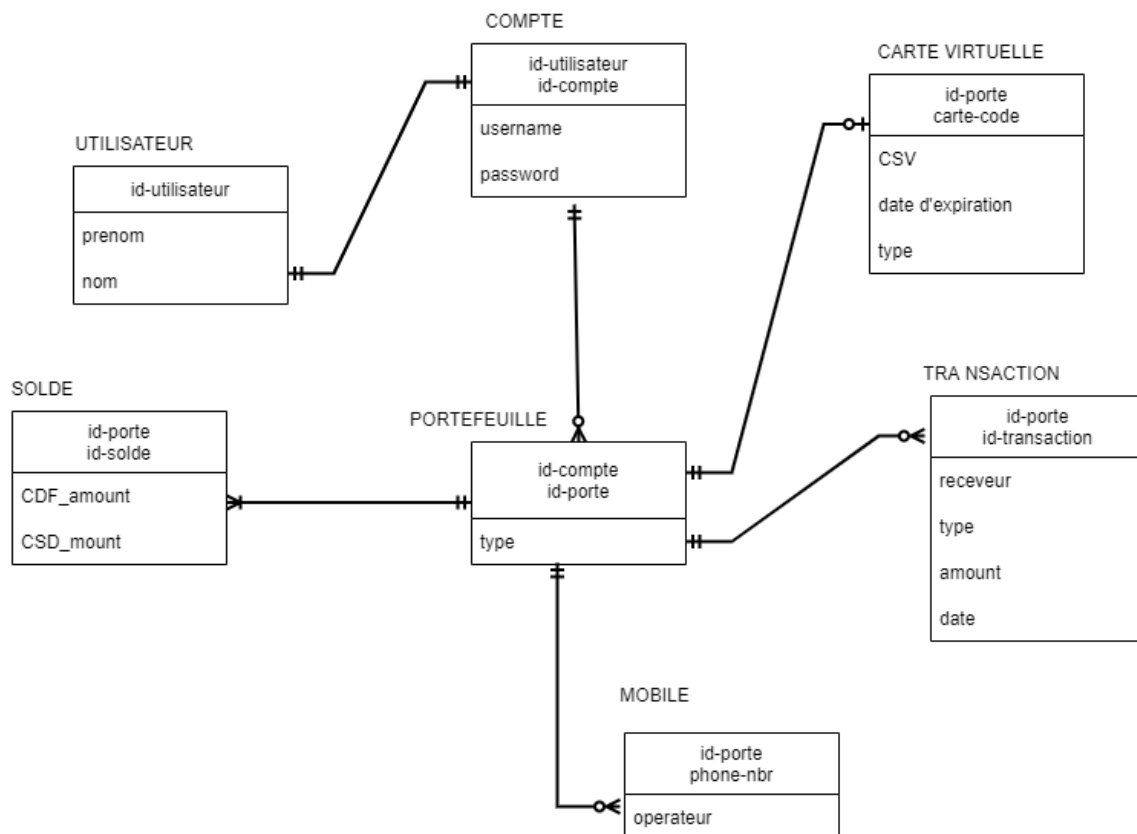 COMPTE
id-utilisateur
id-compte
username
password
CARTE VIRTUELLE
id-porte
carte-code
CSV
date d'expiration
type
UTILISATEUR
id-utilisateur
prenom
nom
SOLDE
id-porte
id-solde
CDF_amount
CSD_mount
PORTEFEUILLE
id-compte
id-porte
type
TRA NSACTION
id-porte
id-transaction
receveur
type
amount
date
MOBILE
id-porte
phone-nbr
operateur